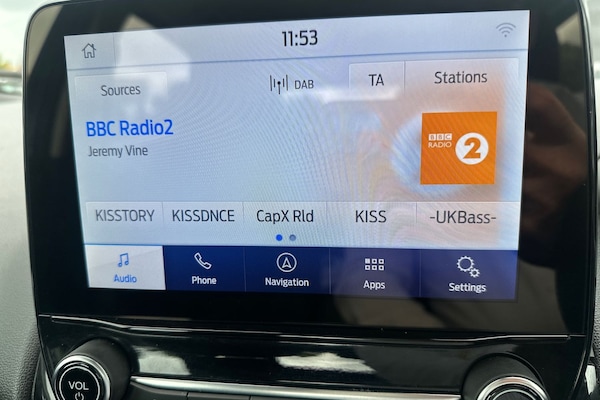 11:53
Sources
DAB
TA
Stations
BBC Radio2
Jeremy Vine
BBC
RADIO
2
KISSTORY KISSDNCE CapX Rld KISS -UKBass-
Audio Phone Navigation Apps Settings
VOL